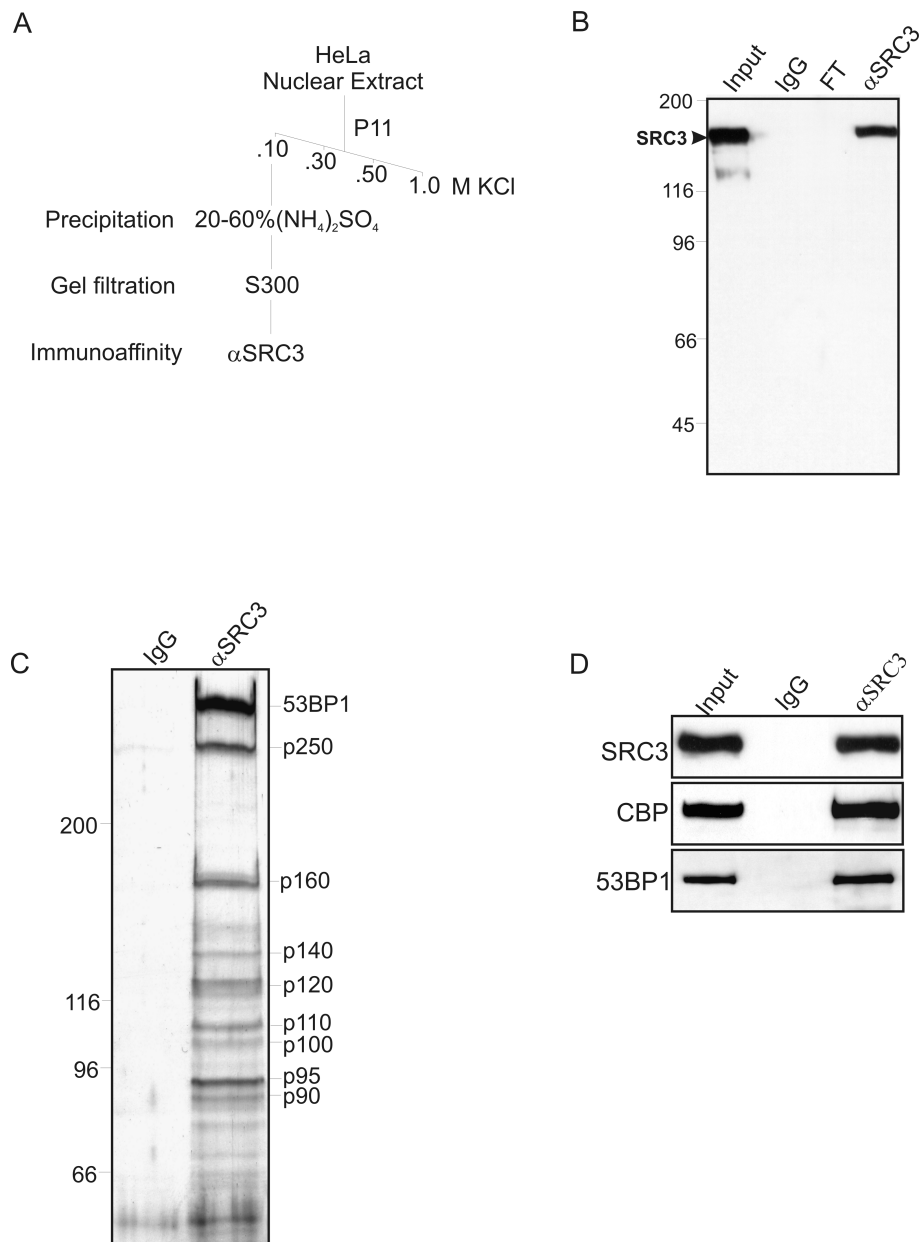 A
HeLa
Nuclear Extract
P11
.10
.30
.50
1.0 M KCl
Precipitation 20-60%(NH₄)₂SO₄
Gel filtration S300
Immunoaffinity αSRC3
B
Input IgG FT αSRC3
200
SRC3
116
96
66
45
C
IgG αSRC3
53BP1
p250
200
p160
p140
p120
116
p110
p100
96
p95
p90
66
D
Input IgG αSRC3
SRC3
CBP
53BP1